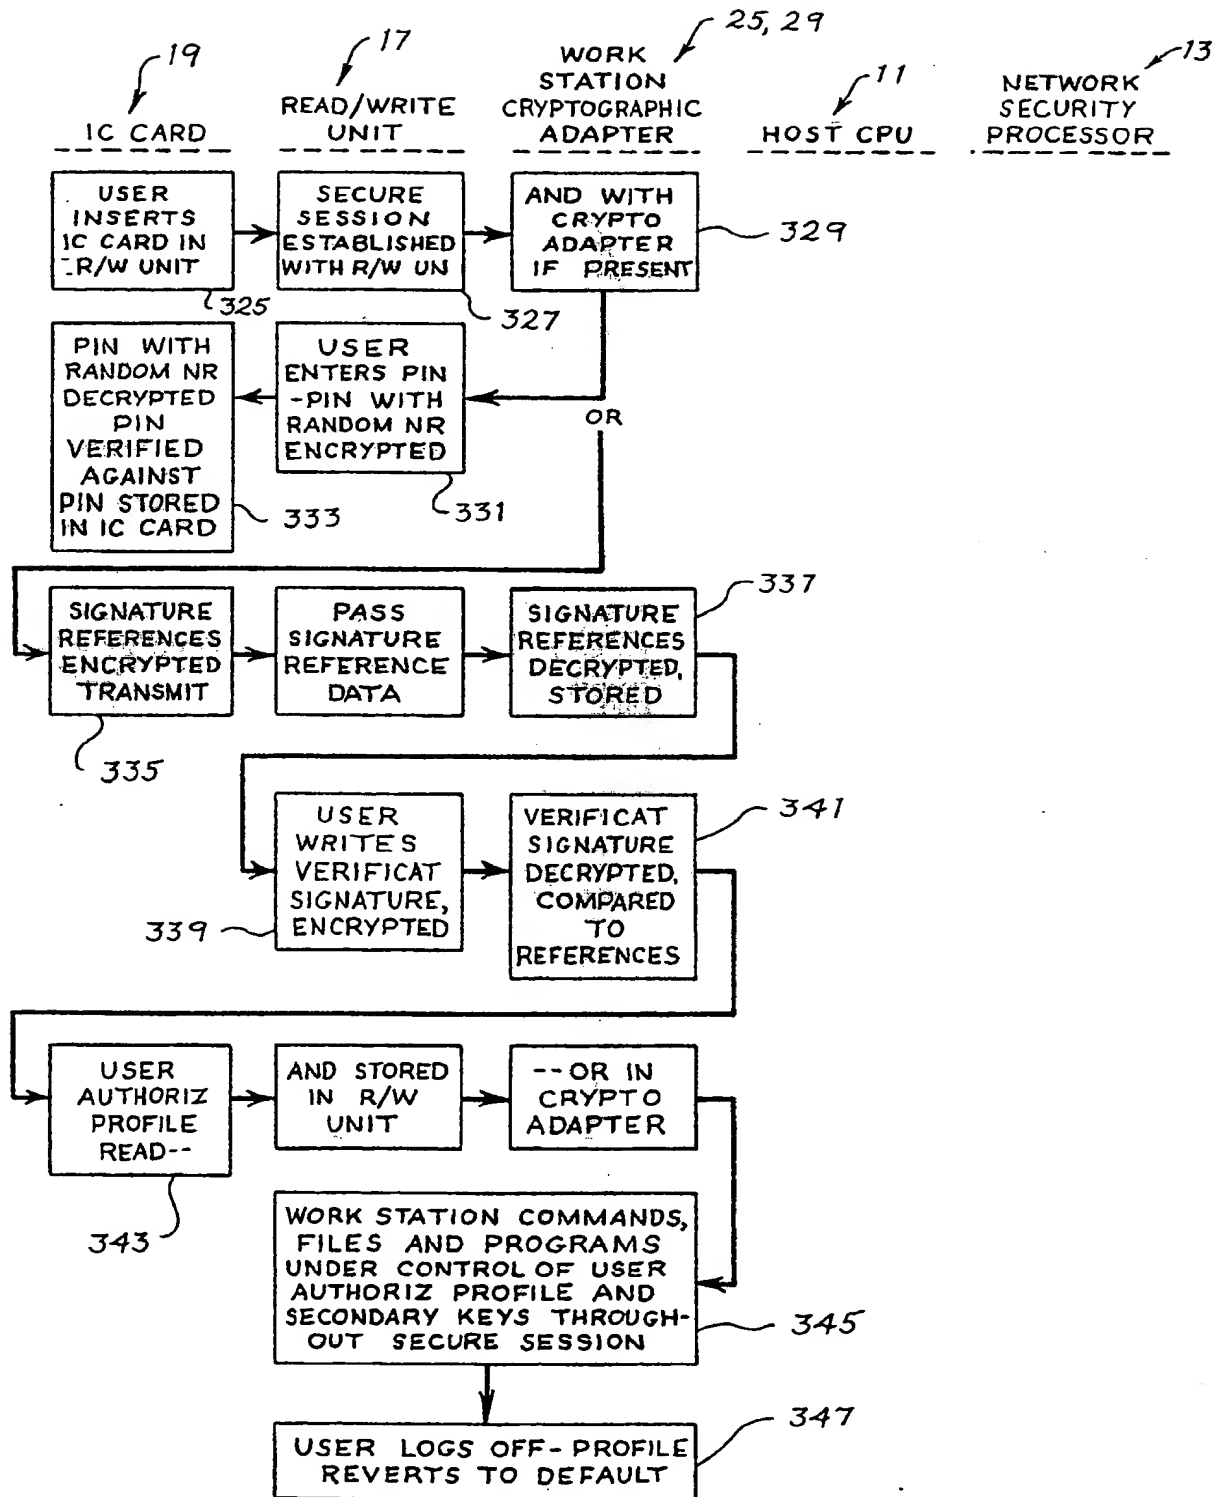 19
IC CARD
17
READ/WRITE
UNIT
25, 29
WORK
STATION
CRYPTOGRAPHIC
ADAPTER
11
HOST CPU
13
NETWORK
SECURITY
PROCESSOR
USER
INSERTS
IC CARD IN
R/W UNIT
325
SECURE
SESSION
ESTABLISHED
WITH R/W UN
327
AND WITH
CRYPTO
ADAPTER
IF PRESENT
329
PIN WITH
RANDOM NR
DECRYPTED
PIN
VERIFIED
AGAINST
PIN STORED
IN IC CARD
333
USER
ENTERS PIN
-PIN WITH
RANDOM NR
ENCRYPTED
331
OR
SIGNATURE
REFERENCES
ENCRYPTED
TRANSMIT
335
PASS
SIGNATURE
REFERENCE
DATA
SIGNATURE
REFERENCES
DECRYPTED,
STORED
337
USER
WRITES
VERIFICAT
SIGNATURE,
ENCRYPTED
339
VERIFICAT
SIGNATURE
DECRYPTED,
COMPARED
TO
REFERENCES
341
USER
AUTHORIZ
PROFILE
READ--
343
AND STORED
IN R/W
UNIT
--OR IN
CRYPTO
ADAPTER
WORK STATION COMMANDS,
FILES AND PROGRAMS
UNDER CONTROL OF USER
AUTHORIZ PROFILE AND
SECONDARY KEYS THROUGH-
OUT SECURE SESSION
345
USER LOGS OFF-PROFILE
REVERTS TO DEFAULT
347